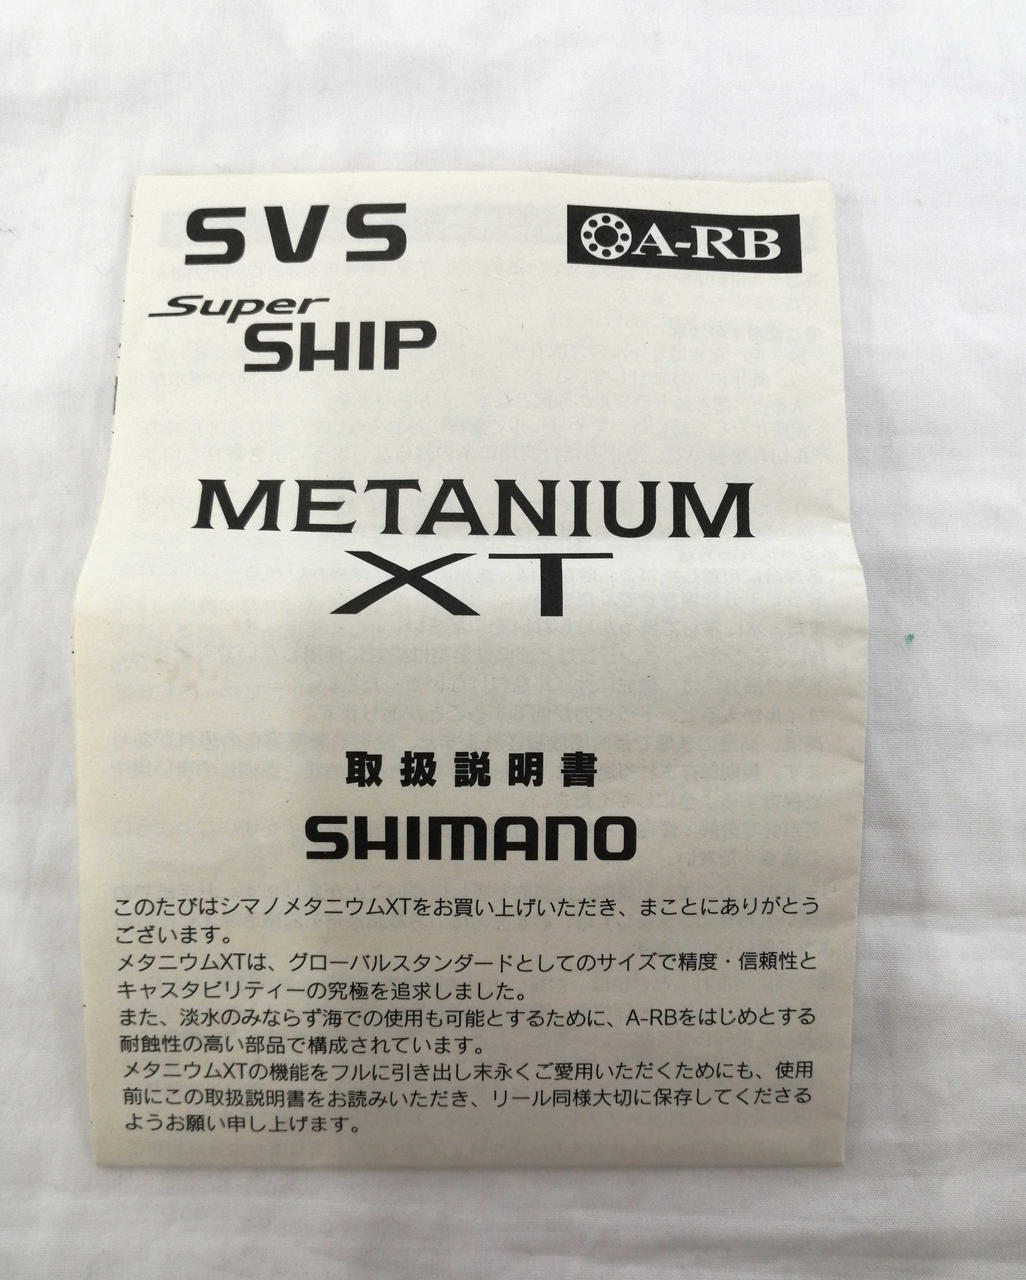 SVS
A-RB
Super
SHIP
METANIUM
XT
取扱説明書
SHIMANO
このたびはシマノメタニウムXTをお買い上げいただき、まことにありがとう
ございます。
メタニウムXTは、グローバルスタンダードとしてのサイズで精度・信頼性と
キャスタビリティーの究極を追求しました。
また、淡水のみならず海での使用も可能とするために、A-RBをはじめとする
耐蝕性の高い部品で構成されています。
メタニウムXTの機能をフルに引き出し末永くご愛用いただくためにも、使用
前にこの取扱説明書をお読みいただき、リール同様大切に保存してくださる
ようお願い申し上げます。